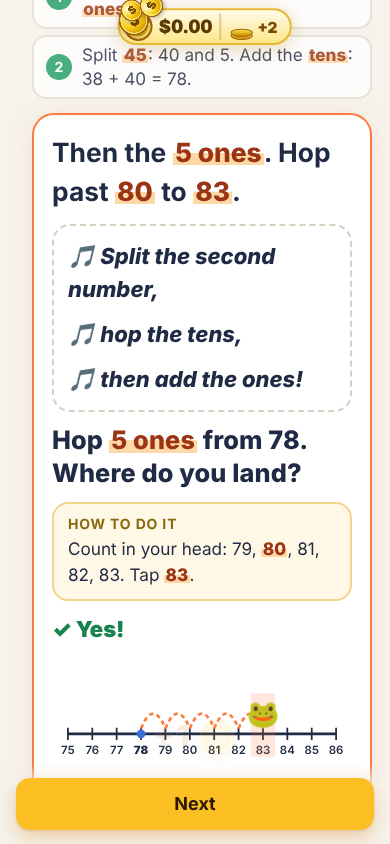 ones
$0.00
+2
2
Split 45: 40 and 5. Add the tens:
38 + 40 = 78.
Then the 5 ones. Hop
past 80 to 83.
🎵 Split the second
number,
🎵 hop the tens,
🎵 then add the ones!
Hop 5 ones from 78.
Where do you land?
HOW TO DO IT
Count in your head: 79, 80, 81,
82, 83. Tap 83.
✓ Yes!
75 76 77 78 79 80 81 82 83 84 85 86
Next